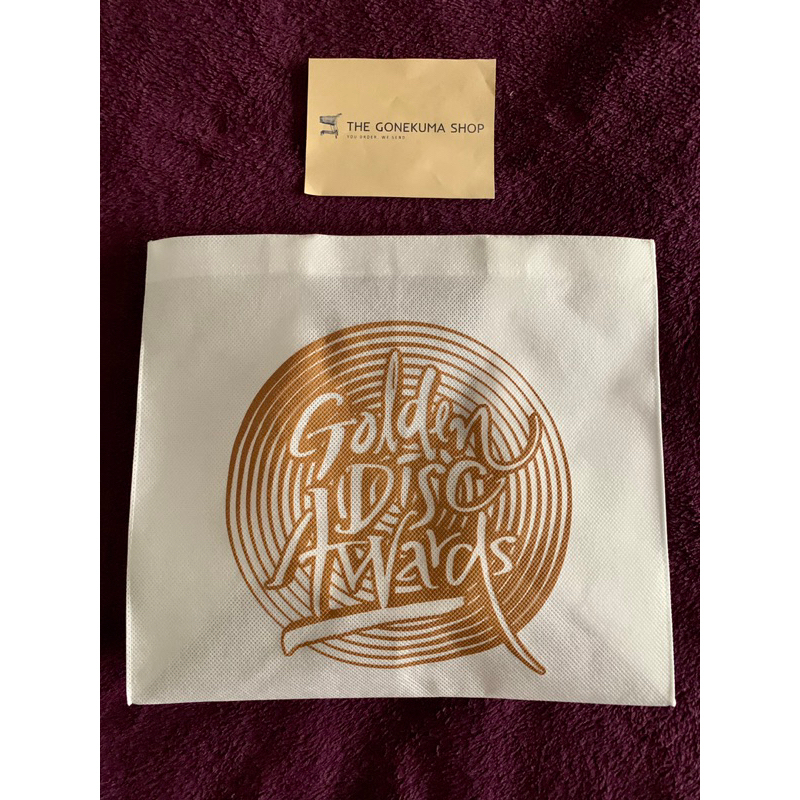 THE GONEKUMA SHOP
YOU ORDER. WE SEND
Golden
Disc
Awards